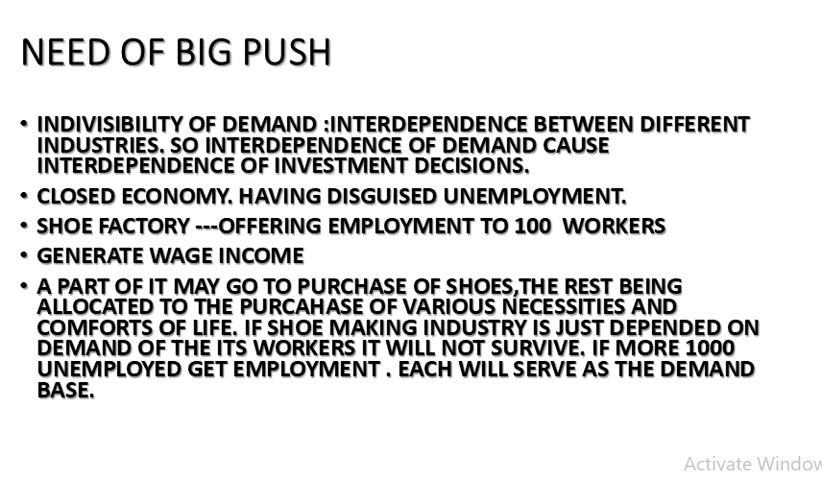 NEED OF BIG PUSH
• INDIVISIBILITY OF DEMAND :INTERDEPENDENCE BETWEEN DIFFERENT
INDUSTRIES. SO INTERDEPENDENCE OF DEMAND CAUSE
INTERDEPENDENCE OF INVESTMENT DECISIONS.
• CLOSED ECONOMY. HAVING DISGUISED UNEMPLOYMENT.
• SHOE FACTORY ---OFFERING EMPLOYMENT TO 100 WORKERS
• GENERATE WAGE INCOME
• A PART OF IT MAY GO TO PURCHASE OF SHOES,THE REST BEING
ALLOCATED TO THE PURCAHASE OF VARIOUS NECESSITIES AND
COMFORTS OF LIFE. IF SHOE MAKING INDUSTRY IS JUST DEPENDED ON
DEMAND OF THE ITS WORKERS IT WILL NOT SURVIVE. IF MORE 1000
UNEMPLOYED GET EMPLOYMENT . EACH WILL SERVE AS THE DEMAND
BASE.
Activate Window